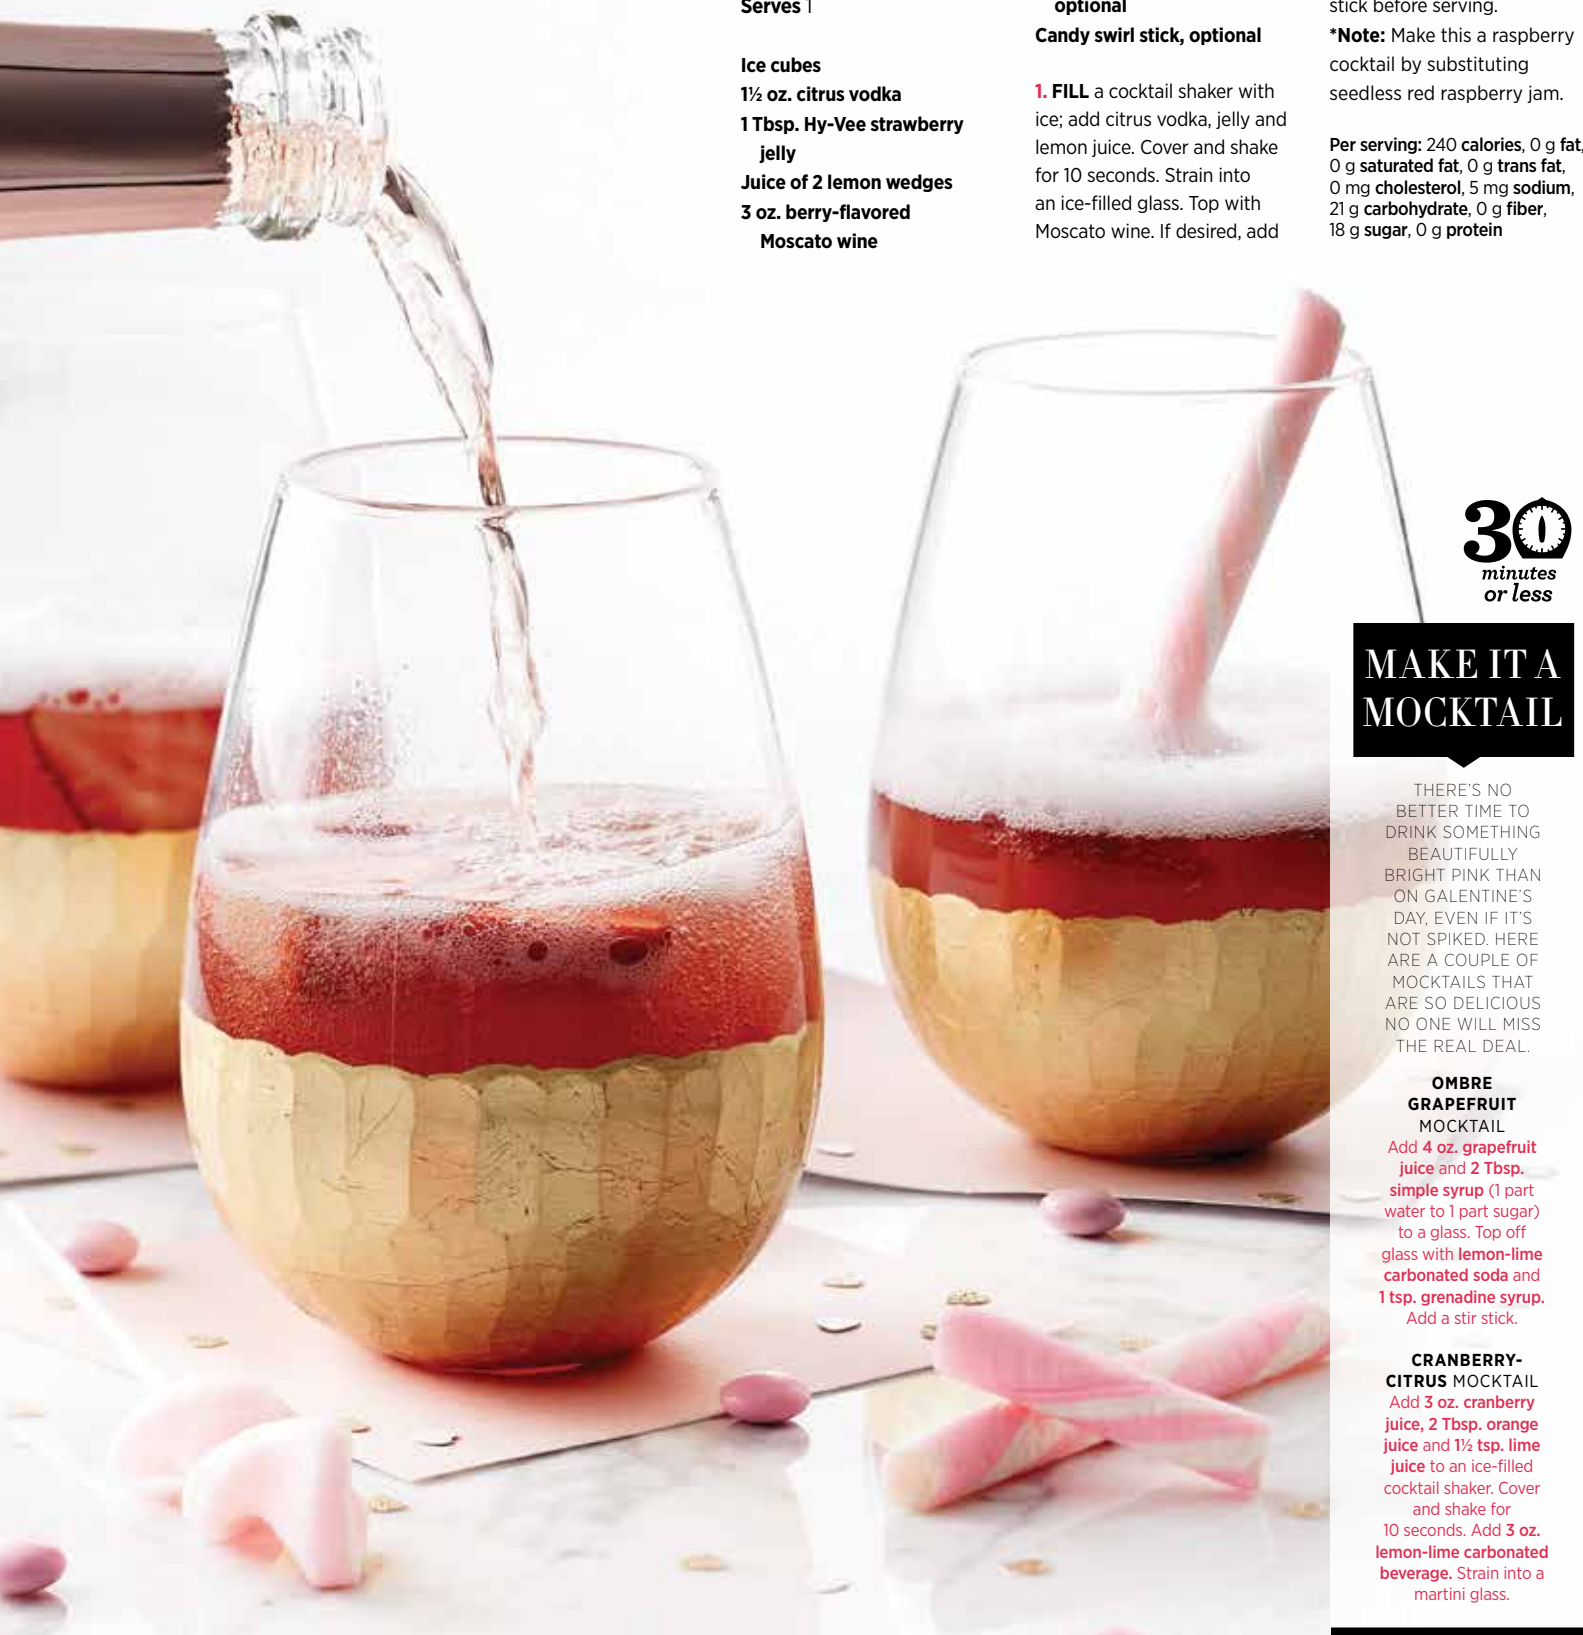 Serves 1
Ice cubes
1½ oz. citrus vodka
1 Tbsp. Hy-Vee strawberry
jelly
Juice of 2 lemon wedges
3 oz. berry-flavored
Moscato wine
optional
Candy swirl stick, optional
1. FILL a cocktail shaker with
ice; add citrus vodka, jelly and
lemon juice. Cover and shake
for 10 seconds. Strain into
an ice-filled glass. Top with
Moscato wine. If desired, add
stick before serving.
*Note: Make this a raspberry
cocktail by substituting
seedless red raspberry jam.
Per serving: 240 calories, 0 g fat,
0 g saturated fat, 0 g trans fat,
0 mg cholesterol, 5 mg sodium,
21 g carbohydrate, 0 g fiber,
18 g sugar, 0 g protein
30
minutes
or less
MAKE IT A
MOCKTAIL
THERE'S NO
BETTER TIME TO
DRINK SOMETHING
BEAUTIFULLY
BRIGHT PINK THAN
ON GALENTINE'S
DAY, EVEN IF IT'S
NOT SPIKED. HERE
ARE A COUPLE OF
MOCKTAILS THAT
ARE SO DELICIOUS
NO ONE WILL MISS
THE REAL DEAL.
OMBRE
GRAPEFRUIT
MOCKTAIL
Add 4 oz. grapefruit
juice and 2 Tbsp.
simple syrup (1 part
water to 1 part sugar)
to a glass. Top off
glass with lemon-lime
carbonated soda and
1 tsp. grenadine syrup.
Add a stir stick.
CRANBERRY-
CITRUS MOCKTAIL
Add 3 oz. cranberry
juice, 2 Tbsp. orange
juice and 1½ tsp. lime
juice to an ice-filled
cocktail shaker. Cover
and shake for
10 seconds. Add 3 oz.
lemon-lime carbonated
beverage. Strain into a
martini glass.